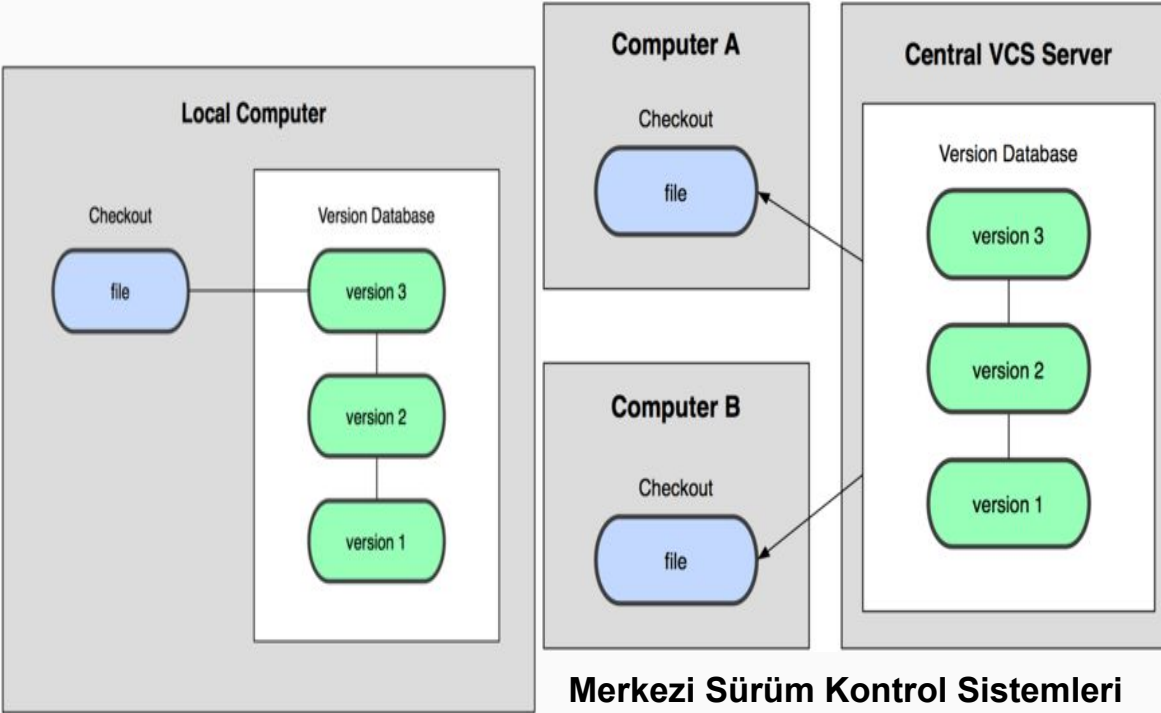 Local Computer
Checkout
file
Version Database
version 3
version 2
version 1
Computer A
Checkout
file
Computer B
Checkout
file
Central VCS Server
Version Database
version 3
version 2
version 1
Merkezi Sürüm Kontrol Sistemleri